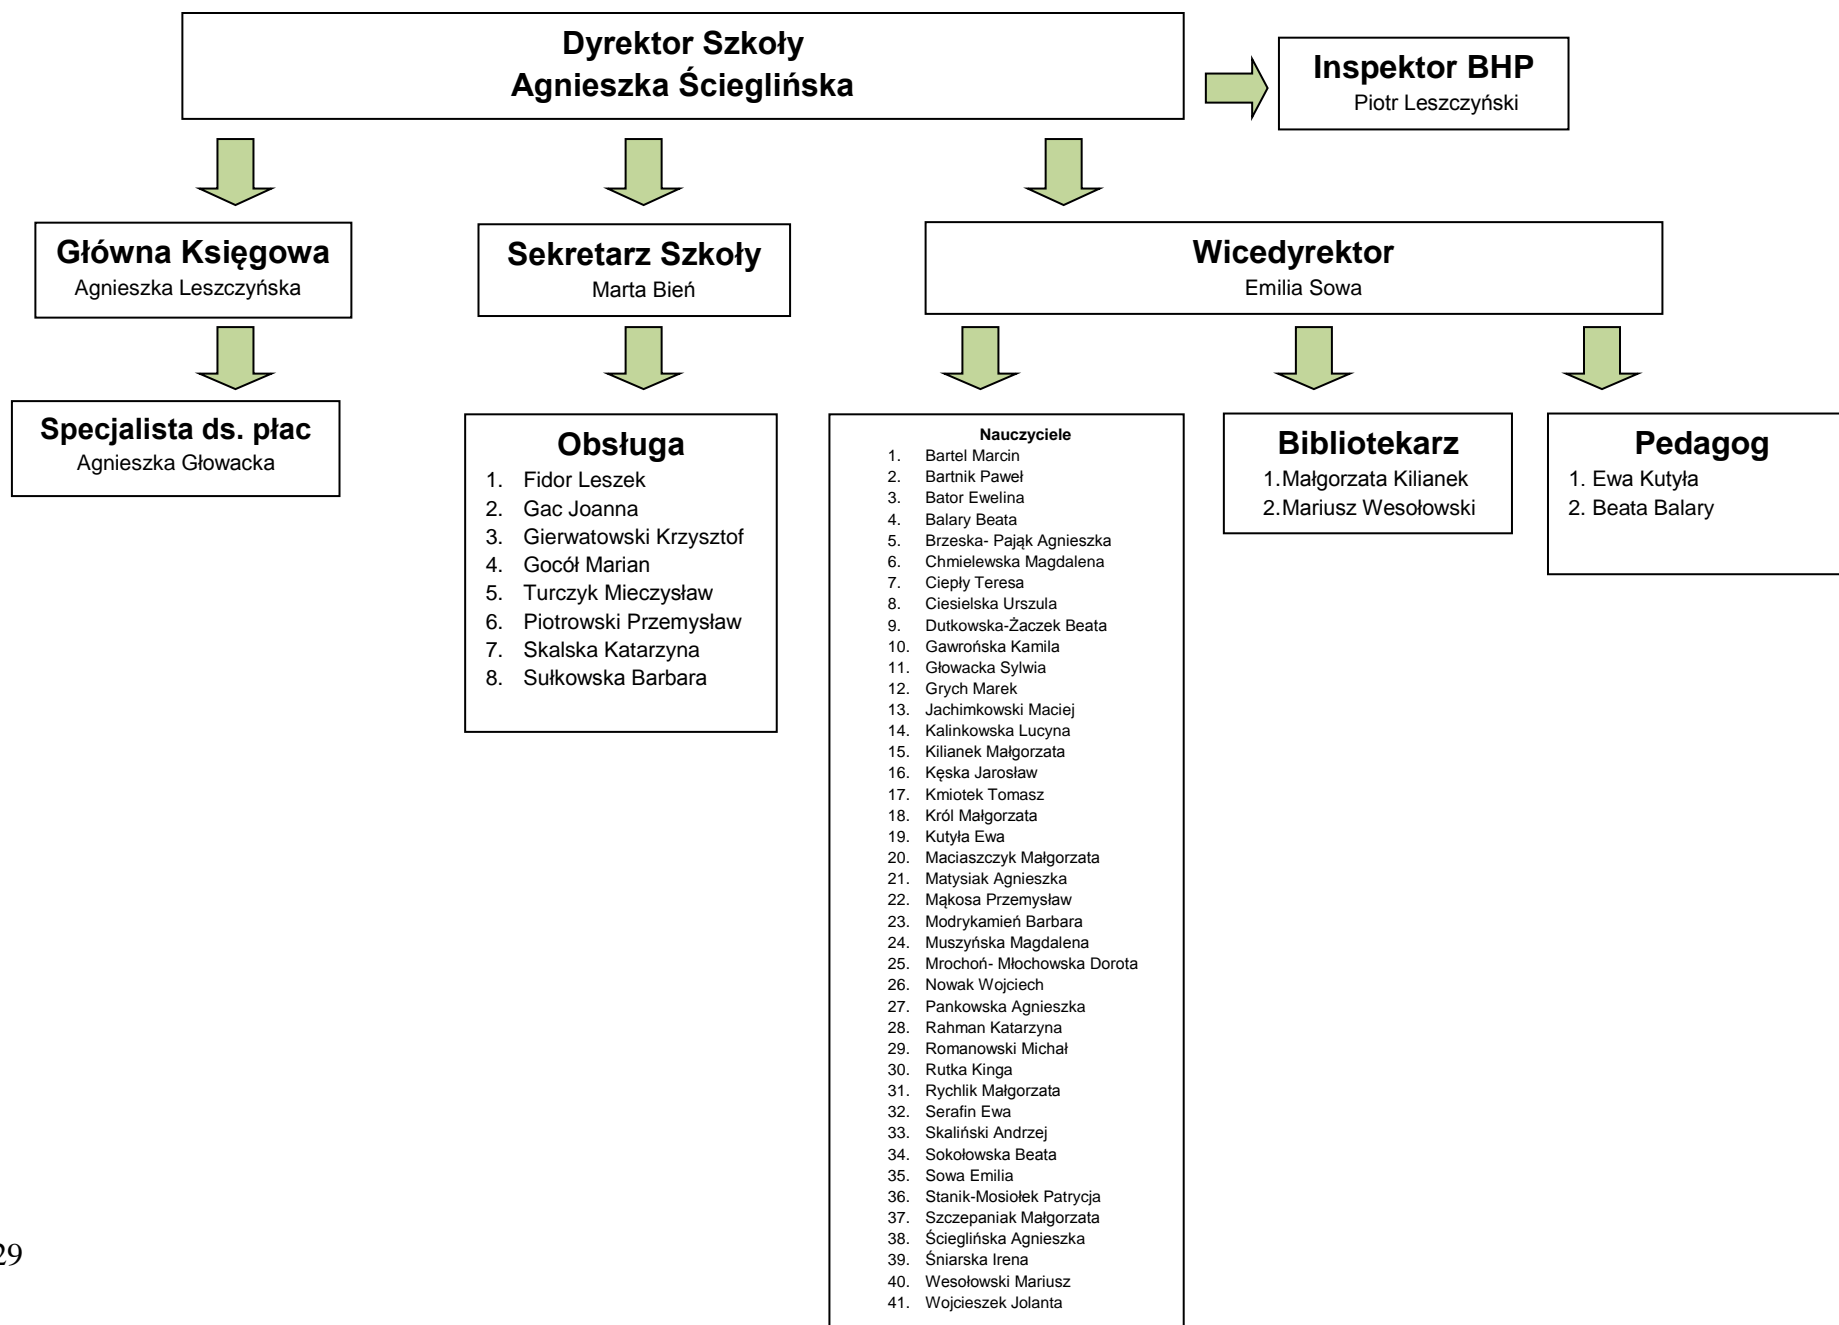 Dyrektor Szkoły
Agnieszka Ścieglińska
Inspektor BHP
Piotr Leszczyński
Główna Księgowa
Agnieszka Leszczyńska
Sekretarz Szkoły
Marta Bień
Wicedyrektor
Emilia Sowa
Specjalista ds. płac
Agnieszka Głowacka
Obsługa
1. Fidor Leszek
2. Gac Joanna
3. Gierwatowski Krzysztof
4. Gocół Marian
5. Turczyk Mieczysław
6. Piotrowski Przemysław
7. Skalska Katarzyna
8. Sułkowska Barbara
Nauczyciele
1. Bartel Marcin
2. Bartnik Paweł
3. Bator Ewelina
4. Balary Beata
5. Brzeska- Pająk Agnieszka
6. Chmielewska Magdalena
7. Ciepły Teresa
8. Ciesielska Urszula
9. Dutkowska-Żaczek Beata
10. Gawrońska Kamila
11. Głowacka Sylwia
12. Grych Marek
13. Jachimkowski Maciej
14. Kalinkowska Lucyna
15. Kilianek Małgorzata
16. Kęska Jarosław
17. Kmiotek Tomasz
18. Król Małgorzata
19. Kutyła Ewa
20. Maciaszczyk Małgorzata
21. Matysiak Agnieszka
22. Mąkosa Przemysław
23. Modrykamień Barbara
24. Muszyńska Magdalena
25. Mrochoń- Młochowska Dorota
26. Nowak Wojciech
27. Pankowska Agnieszka
28. Rahman Katarzyna
29. Romanowski Michał
30. Rutka Kinga
31. Rychlik Małgorzata
32. Serafin Ewa
33. Skaliński Andrzej
34. Sokołowska Beata
35. Sowa Emilia
36. Stanik-Mosiołek Patrycja
37. Szczepaniak Małgorzata
38. Ścieglińska Agnieszka
39. Śniarska Irena
40. Wesołowski Mariusz
41. Wojcieszek Jolanta
Bibliotekarz
1.Małgorzata Kilianek
2.Mariusz Wesołowski
Pedagog
1. Ewa Kutyła
2. Beata Balary
29